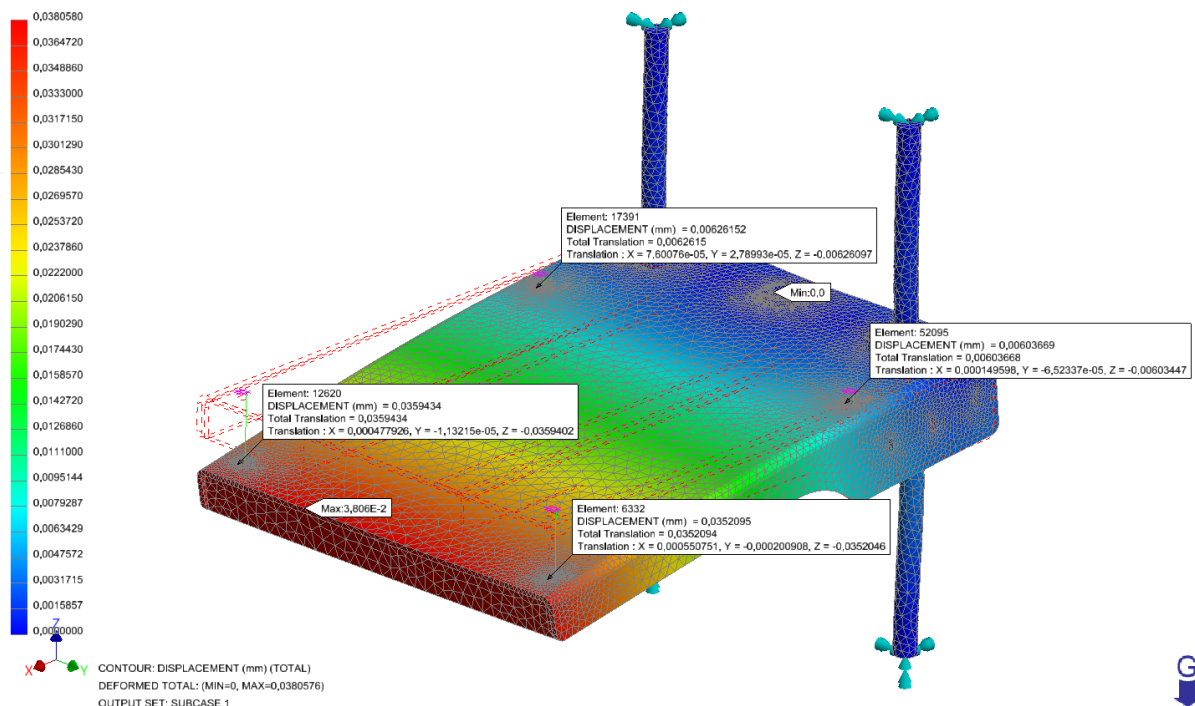 0,0380580
0,0364720
0,0348860
0,0333000
0,0317150
0,0301290
0,0285430
0,0269570
0,0253720
0,0237860
0,0222000
0,0206150
0,0190290
0,0174430
0,0158570
0,0142720
0,0126860
0,0111000
0,0095144
0,0079287
0,0063429
0,0047572
0,0031715
0,0015857
0,0000000
Element: 17391
DISPLACEMENT (mm) = 0,00626152
Total Translation = 0,0062615
Translation : X = 7,60076e-05, Y = 2,78993e-05, Z = -0,00626097
Min:0,0
Element: 52095
DISPLACEMENT (mm) = 0,00603669
Total Translation = 0,00603668
Translation : X = 0,000149598, Y = -6,52337e-05, Z = -0,00603447
Element: 12620
DISPLACEMENT (mm) = 0,0359434
Total Translation = 0,0359434
Translation : X = 0,000477926, Y = -1,13215e-05, Z = -0,0359402
Max:3,806E-2
Element: 6332
DISPLACEMENT (mm) = 0,0352095
Total Translation = 0,0352094
Translation : X = 0,000550751, Y = -0,000200908, Z = -0,0352046
Z
X
Y
CONTOUR: DISPLACEMENT (mm) (TOTAL)
DEFORMED TOTAL: (MIN=0, MAX=0,0380576)
OUTPUT SET: SUBCASE 1
G